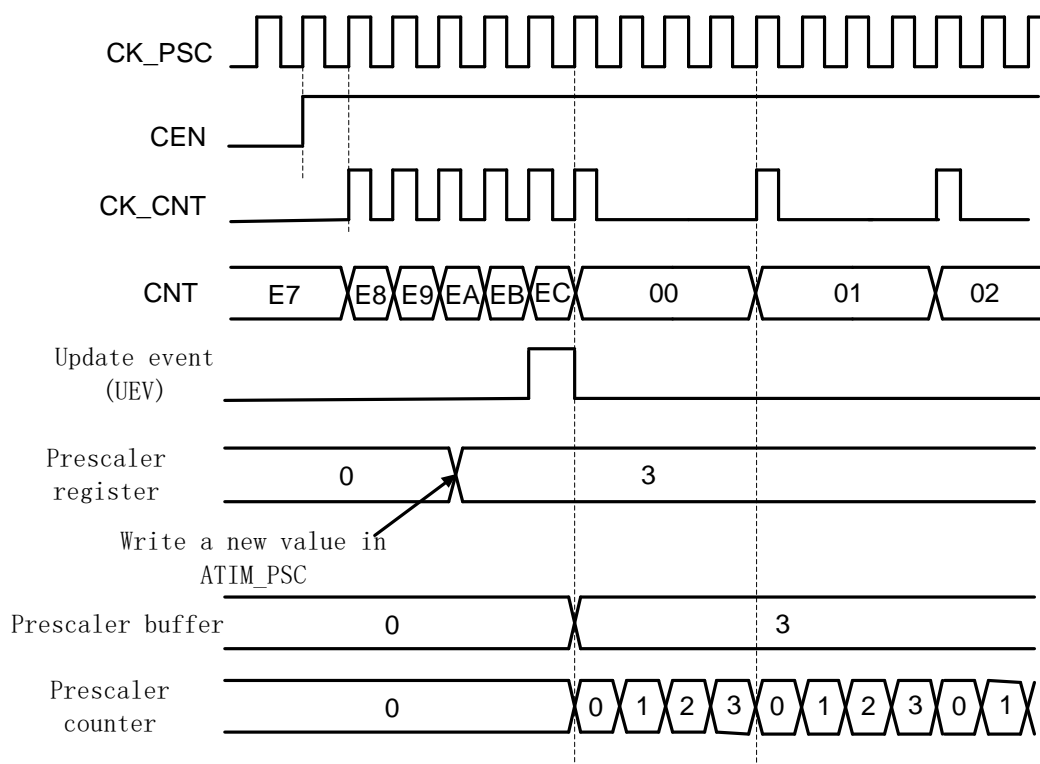 CK_PSC
CEN
CK_CNT
CNT E7 E8 E9 EA EB EC 00 01 02
Update event
(UEV)
Prescaler
register 0 3
Write a new value in
ATIM_PSC
Prescaler buffer 0 3
Prescaler
counter 0 0 1 2 3 0 1 2 3 0 1